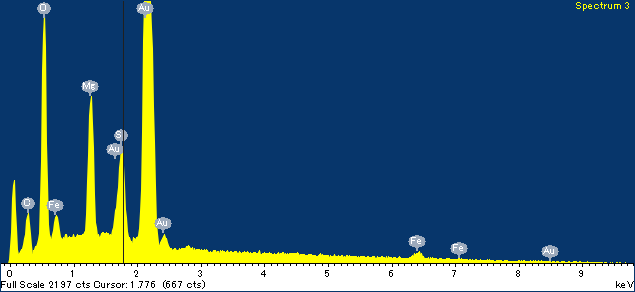 Spectrum 3
O Au
Mg
Au S
O Fe Au Fe Fe Au
0 1 2 3 4 5 6 7 8 9
Full Scale 2197 cts Cursor: 1.776 (667 cts) keV